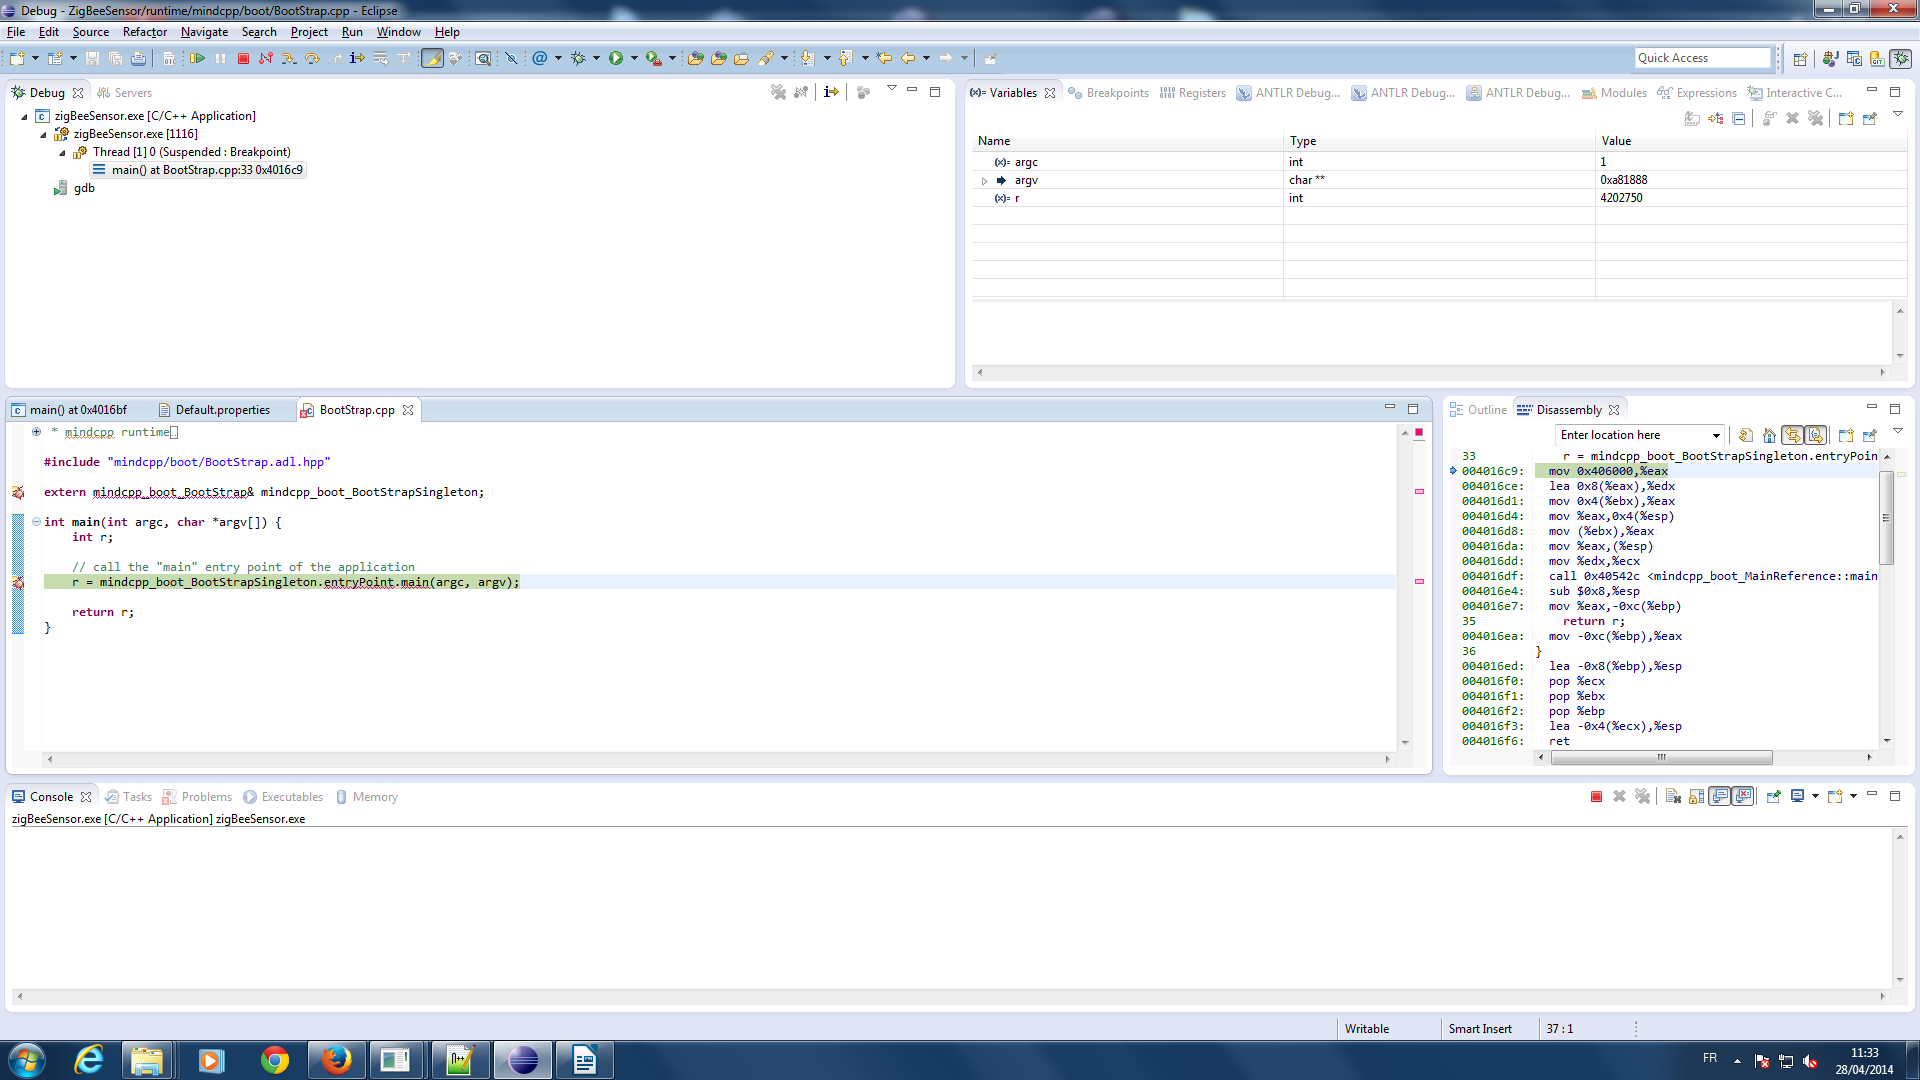 Debug - ZigBeeSensor/runtime/mindcpp/boot/BootStrap.cpp - Eclipse
File Edit Source Refactor Navigate Search Project Run Window Help
Quick Access
Debug Servers
zigBeeSensor.exe [C/C++ Application]
zigBeeSensor.exe [1116]
Thread [1] 0 (Suspended : Breakpoint)
main() at BootStrap.cpp:33 0x4016c9
gdb
(x)= Variables Breakpoints Registers ANTLR Debug... ANTLR Debug... ANTLR Debug... Modules Expressions Interactive C...
Name Type Value
(x)= argc int 1
argv char ** 0xa81888
(x)= r int 4202750
main() at 0x4016bf Default.properties BootStrap.cpp
* mindcpp runtime
#include "mindcpp/boot/BootStrap.adl.hpp"
extern mindcpp_boot_BootStrap& mindcpp_boot_BootStrapSingleton;
int main(int argc, char *argv[]) {
int r;
// call the "main" entry point of the application
r = mindcpp_boot_BootStrapSingleton.entryPoint.main(argc, argv);
return r;
}
Outline Disassembly
Enter location here
33 r = mindcpp_boot_BootStrapSingleton.entryPoin
004016c9: mov 0x406000,%eax
004016ce: lea 0x8(%eax),%edx
004016d1: mov 0x4(%ebx),%eax
004016d4: mov %eax,0x4(%esp)
004016d8: mov (%ebx),%eax
004016da: mov %eax,(%esp)
004016dd: mov %edx,%ecx
004016df: call 0x40542c <mindcpp_boot_MainReference::main
004016e4: sub $0x8,%esp
004016e7: mov %eax,-0xc(%ebp)
35 return r;
004016ea: mov -0xc(%ebp),%eax
36 }
004016ed: lea -0x8(%ebp),%esp
004016f0: pop %ecx
004016f1: pop %ebx
004016f2: pop %ebp
004016f3: lea -0x4(%ecx),%esp
004016f6: ret
Console Tasks Problems Executables Memory
zigBeeSensor.exe [C/C++ Application] zigBeeSensor.exe
Writable Smart Insert 37 : 1
FR 11:33
28/04/2014